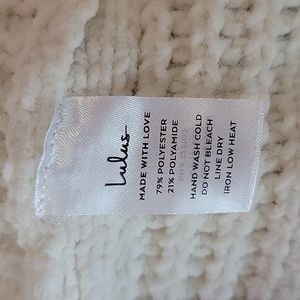 Lulus
MADE WITH LOVE
79% POLYESTER
21% POLYAMIDE
HAND WASH COLD
DO NOT BLEACH
LINE DRY
IRON LOW HEAT